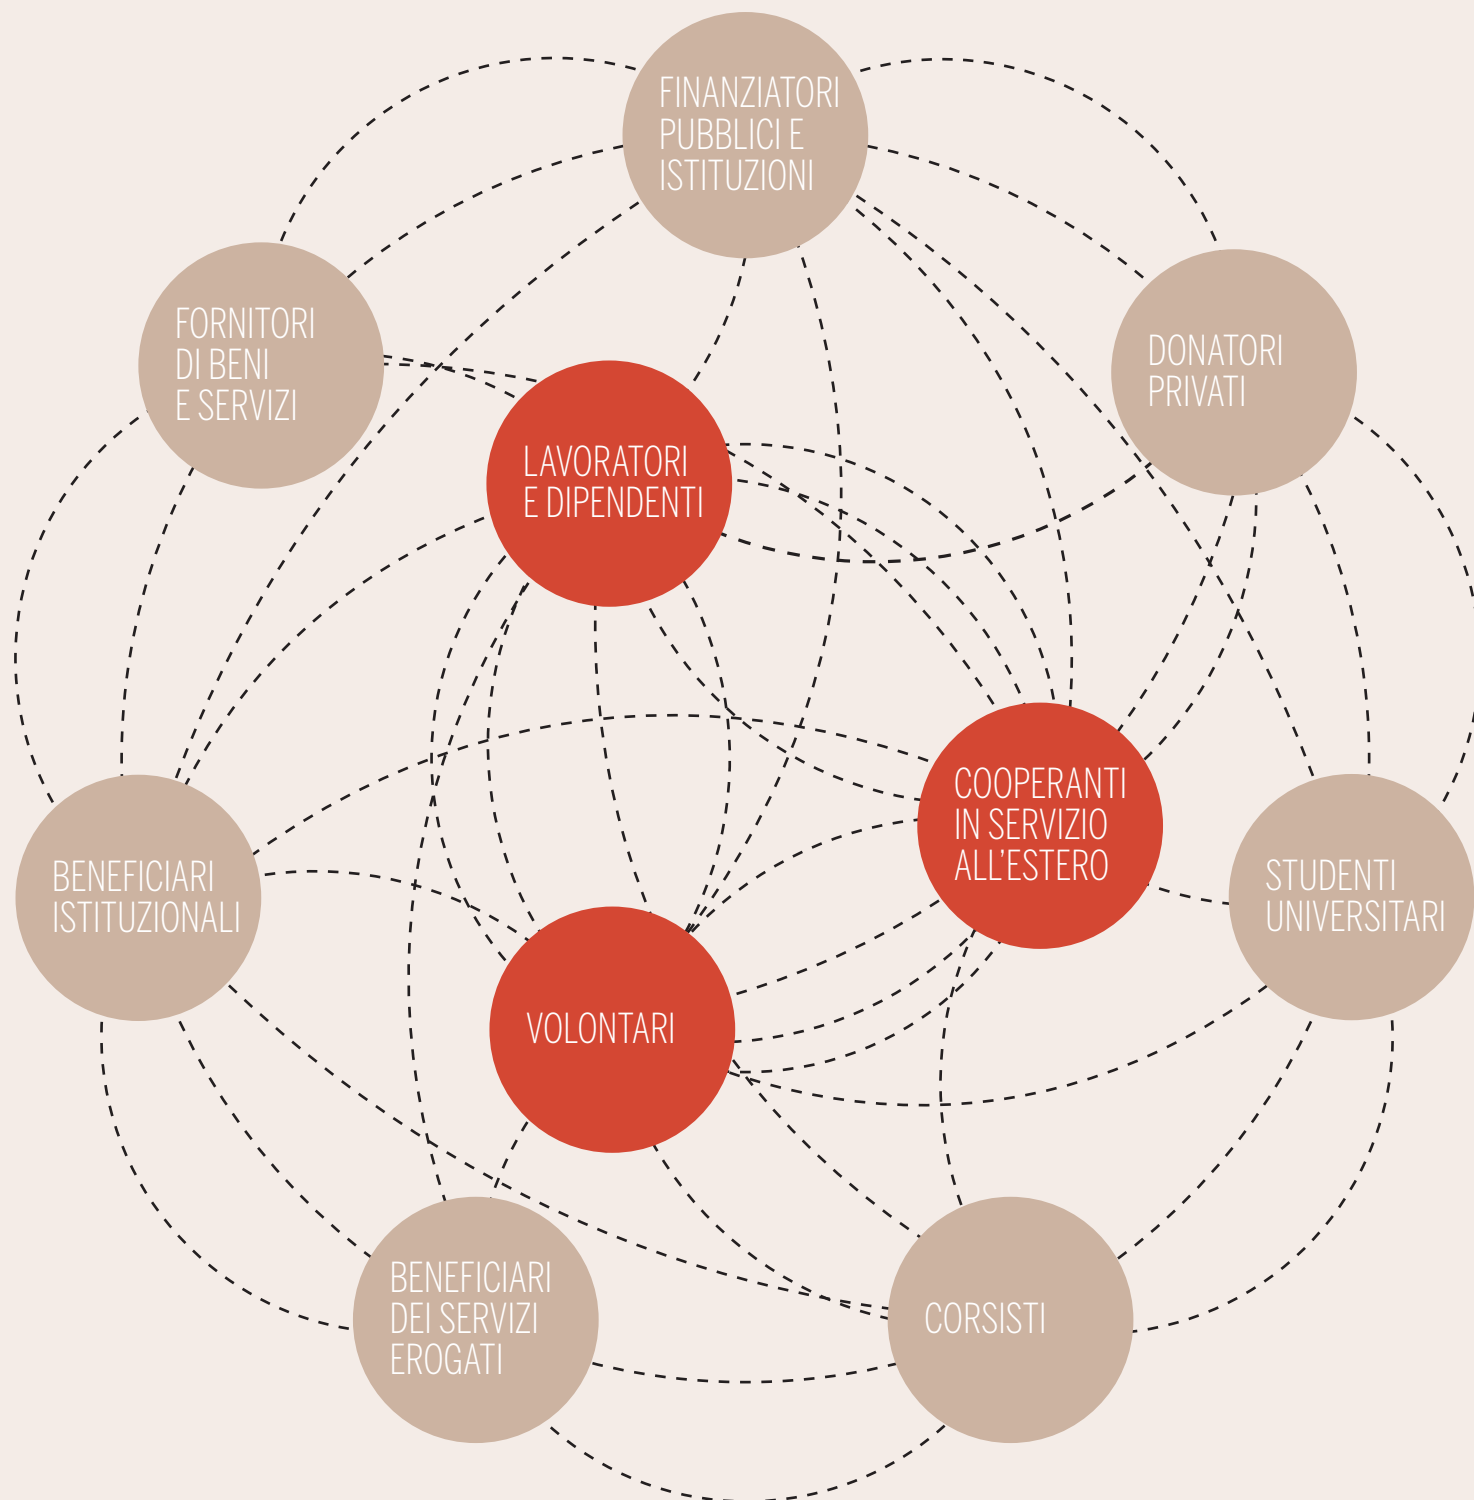 FINANZIATORI
PUBBLICI E
ISTITUZIONI
FORNITORI
DI BENI
E SERVIZI
DONATORI
PRIVATI
LAVORATORI
E DIPENDENTI
COOPERANTI
IN SERVIZIO
ALL'ESTERO
BENEFICIARI
ISTITUZIONALI
STUDENTI
UNIVERSITARI
VOLONTARI
BENEFICIARI
DEI SERVIZI
EROGATI
CORSISTI